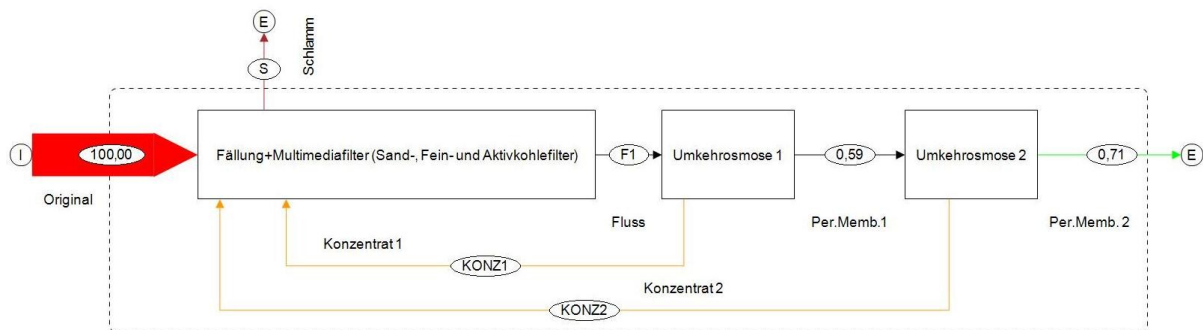 E
Schlamm
S
I
100,00
Original
Fällung+Multimediafilter (Sand-, Fein- und Aktivkohlefilter)
F1
Fluss
Umkehrosmose 1
0,59
Per.Memb.1
Umkehrosmose 2
0,71
Per.Memb. 2
E
Konzentrat 1
KONZ1
Konzentrat 2
KONZ2